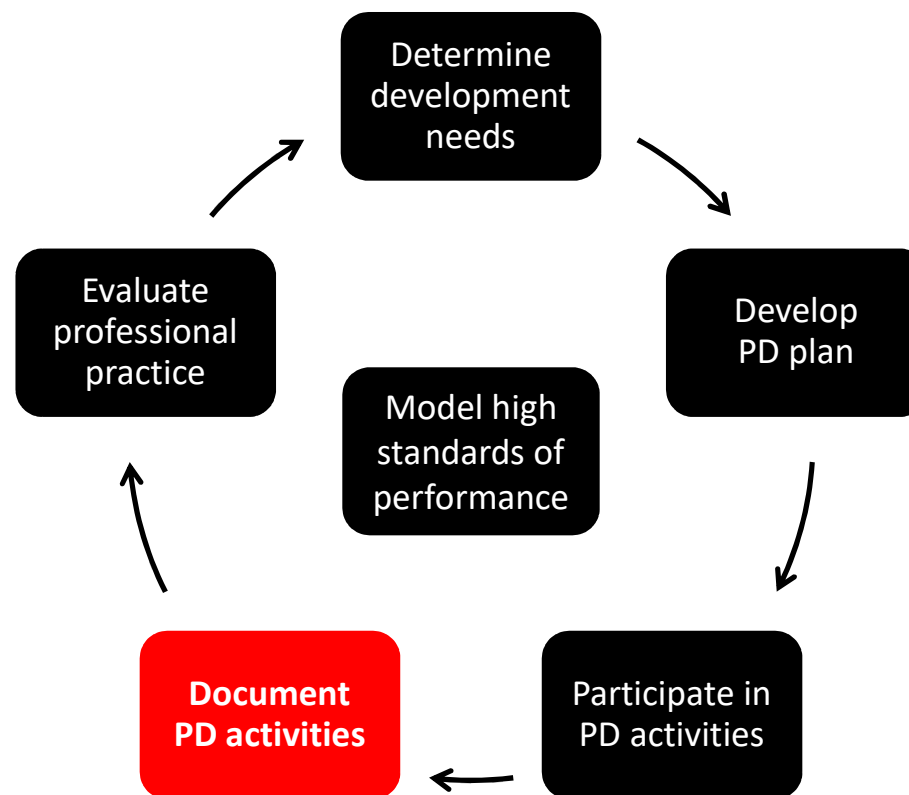 Determine
development
needs
Develop
PD plan
Participate in
PD activities
Document
PD activities
Evaluate
professional
practice
Model high
standards of
performance